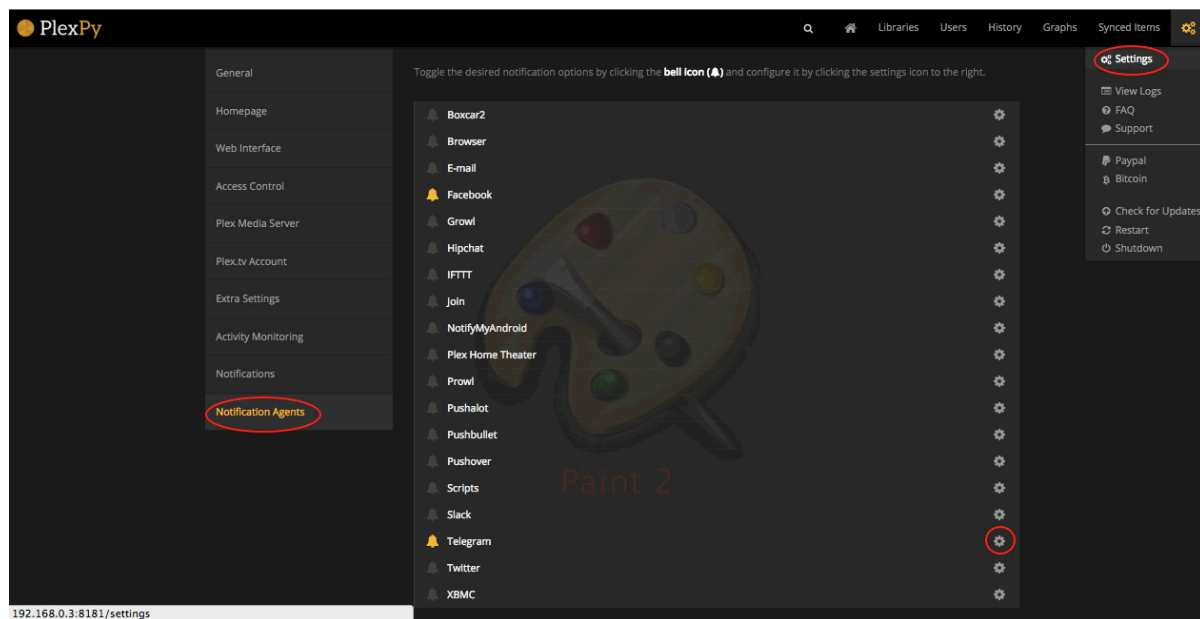 PlexPy
Libraries Users History Graphs Synced Items
Settings
View Logs
FAQ
Support
Paypal
Bitcoin
Check for Updates
Restart
Shutdown
General
Homepage
Web Interface
Access Control
Plex Media Server
Plex.tv Account
Extra Settings
Activity Monitoring
Notifications
Notification Agents
Toggle the desired notification options by clicking the bell icon () and configure it by clicking the settings icon to the right.
Boxcar2
Browser
E-mail
Facebook
Growl
Hipchat
IFTTT
Join
NotifyMyAndroid
Plex Home Theater
Prowl
Pushalot
Pushbullet
Pushover
Scripts
Slack
Telegram
Twitter
XBMC
Paint 2
192.168.0.3:8181/settings